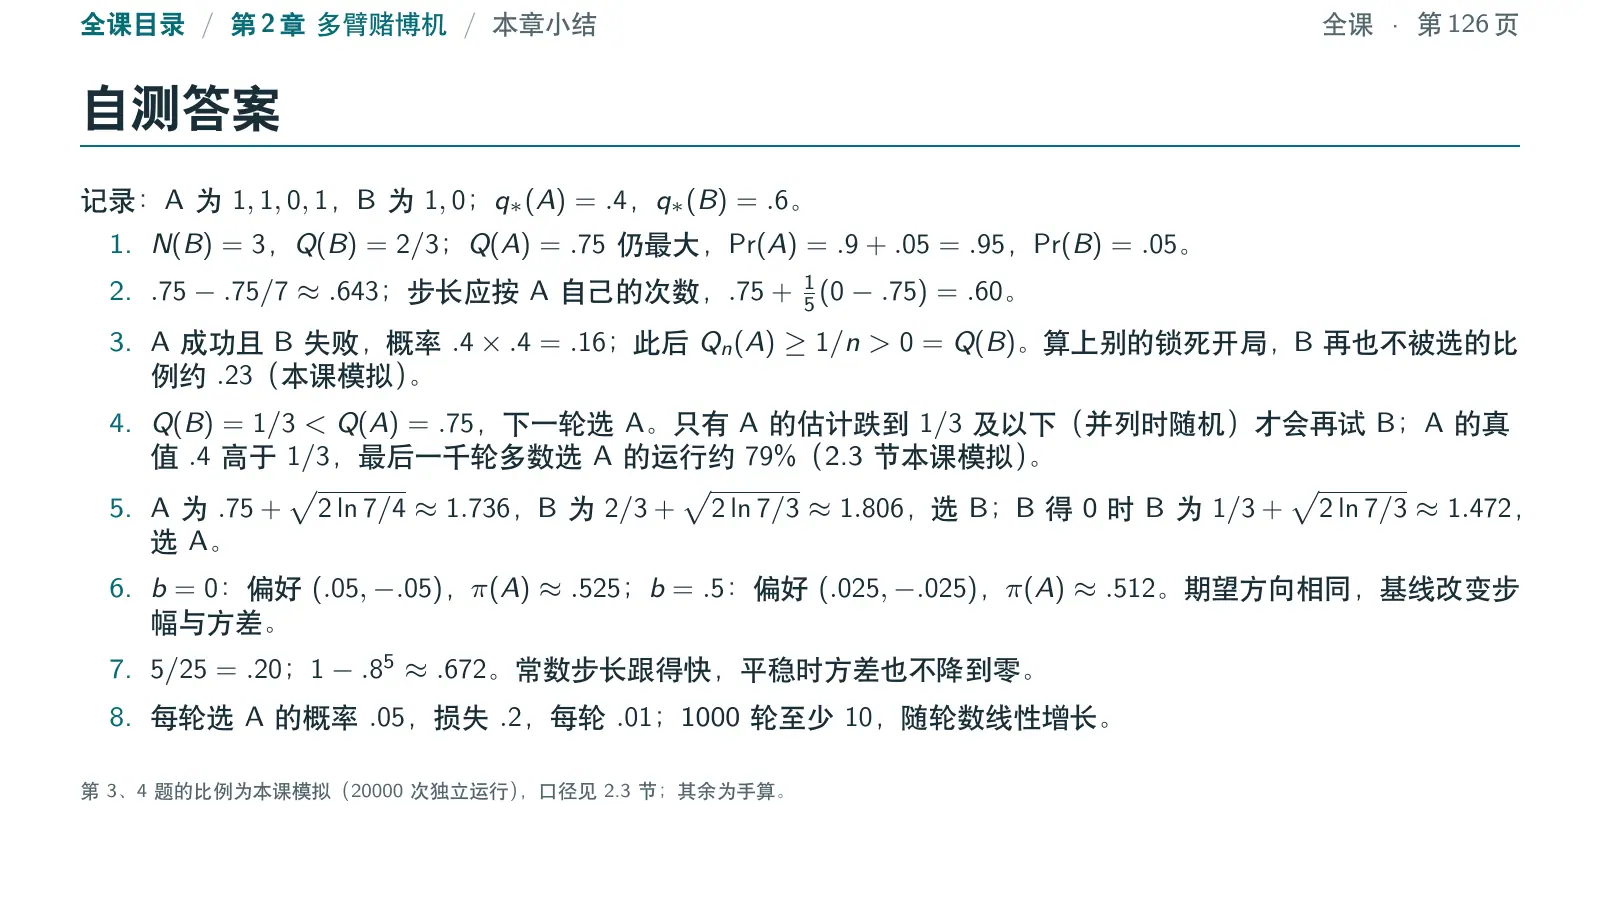 全课目录 / 第 2 章 多臂赌博机 / 本章小结
全课 · 第 126 页
自测答案
记录：A 为 1, 1, 0, 1，B 为 1, 0；q∗(A) = .4，q∗(B) = .6。
1. N(B) = 3，Q(B) = 2/3；Q(A) = .75 仍最大，Pr(A) = .9 + .05 = .95，Pr(B) = .05。
2. .75 − .75/7 ≈ .643；步长应按 A 自己的次数，.75 + 1/5(0 − .75) = .60。
3. A 成功且 B 失败，概率 .4 × .4 = .16；此后 Qn(A) ≥ 1/n > 0 = Q(B)。算上别的锁死开局，B 再也不被选的比
例约 .23（本课模拟）。
4. Q(B) = 1/3 < Q(A) = .75，下一轮选 A。只有 A 的估计跌到 1/3 及以下（并列时随机）才会再试 B；A 的真
值 .4 高于 1/3，最后一千轮多数选 A 的运行约 79%（2.3 节本课模拟）。
5. A 为 .75 + √(2 ln 7/4) ≈ 1.736，B 为 2/3 + √(2 ln 7/3) ≈ 1.806，选 B；B 得 0 时 B 为 1/3 + √(2 ln 7/3) ≈ 1.472，
选 A。
6. b = 0：偏好 (.05, −.05)，π(A) ≈ .525；b = .5：偏好 (.025, −.025)，π(A) ≈ .512。期望方向相同，基线改变步
幅与方差。
7. 5/25 = .20；1 − .8⁵ ≈ .672。常数步长跟得快，平稳时方差也不降到零。
8. 每轮选 A 的概率 .05，损失 .2，每轮 .01；1000 轮至少 10，随轮数线性增长。
第 3、4 题的比例为本课模拟（20000 次独立运行），口径见 2.3 节；其余为手算。